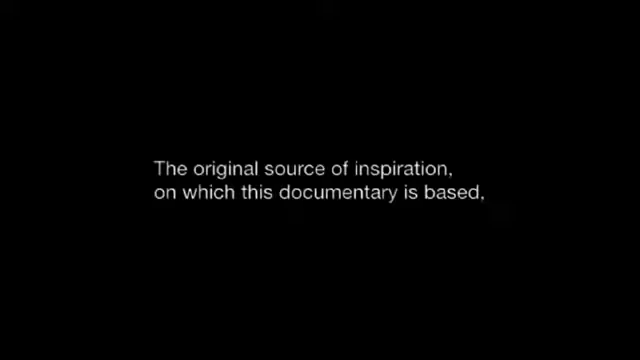 The original source of inspiration,
on which this documentary is based,